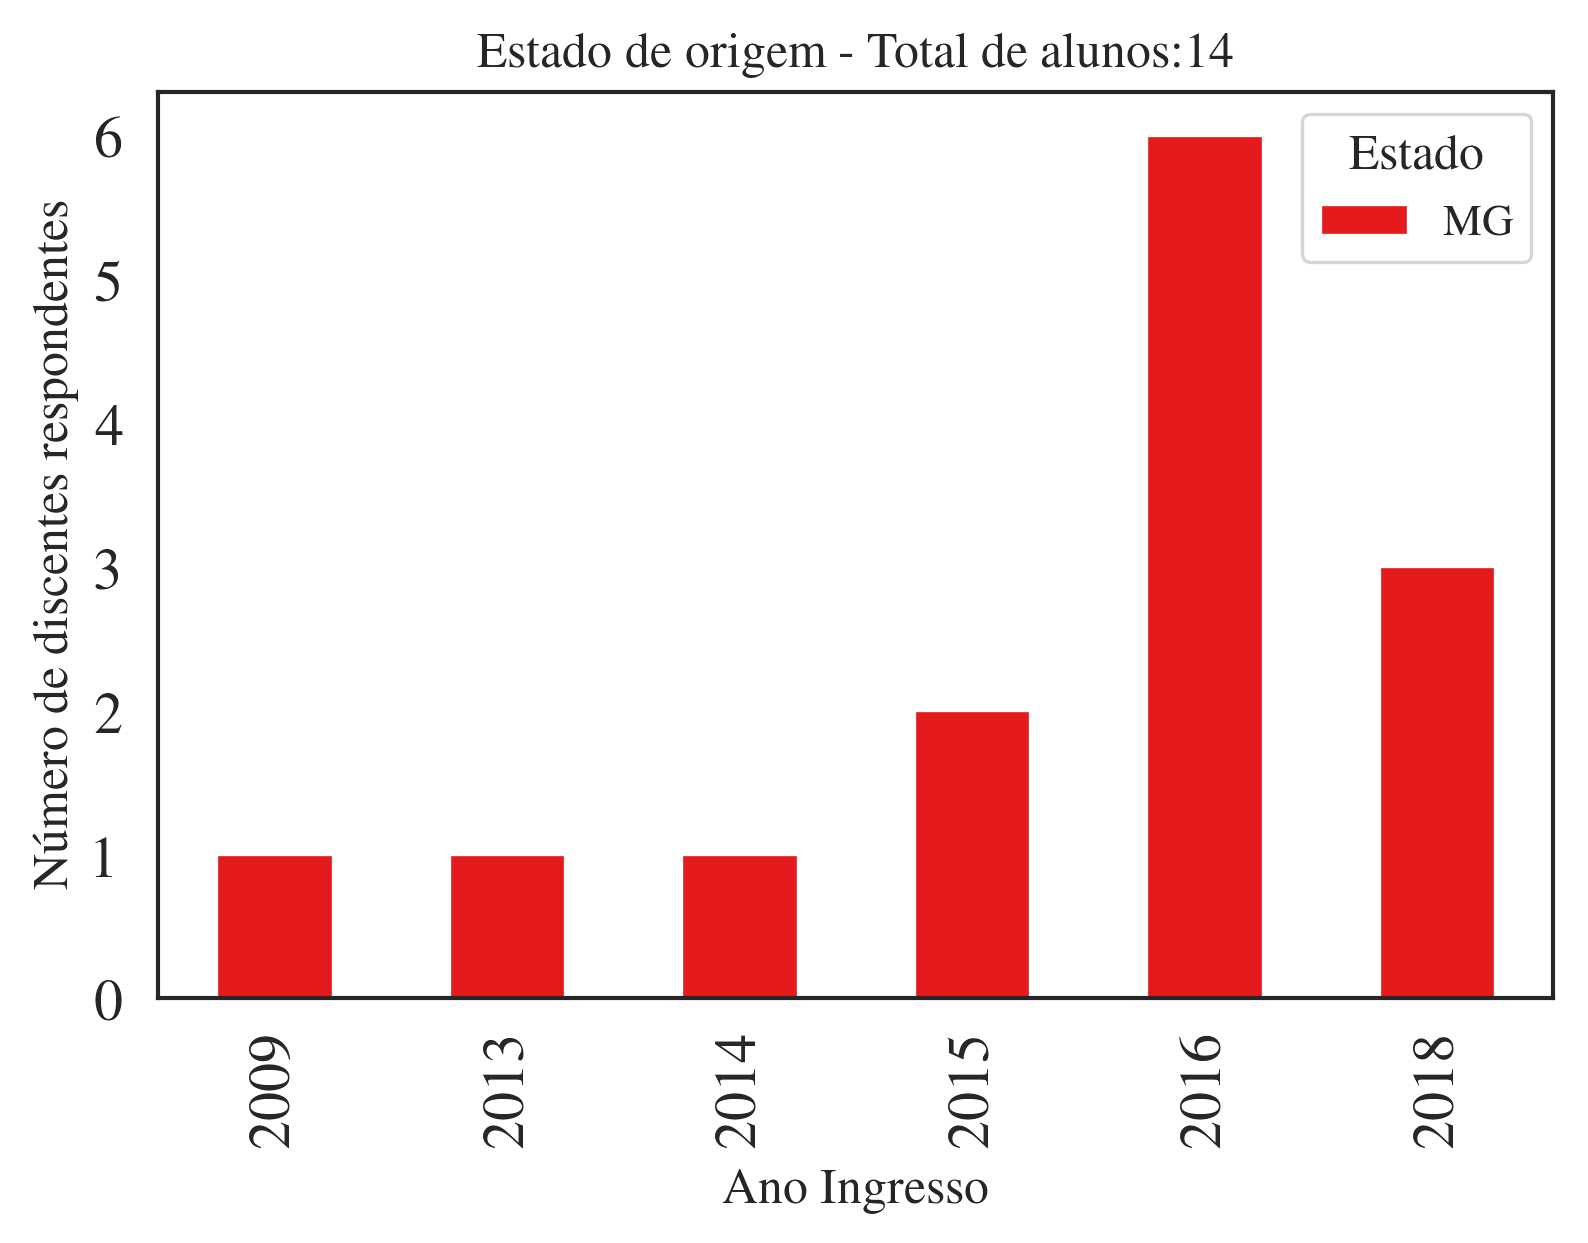 Estado de origem - Total de alunos:14
Número de discentes respondentes
6
5
4
3
2
1
0
Estado
MG
2009
2013
2014
2015
2016
2018
Ano Ingresso